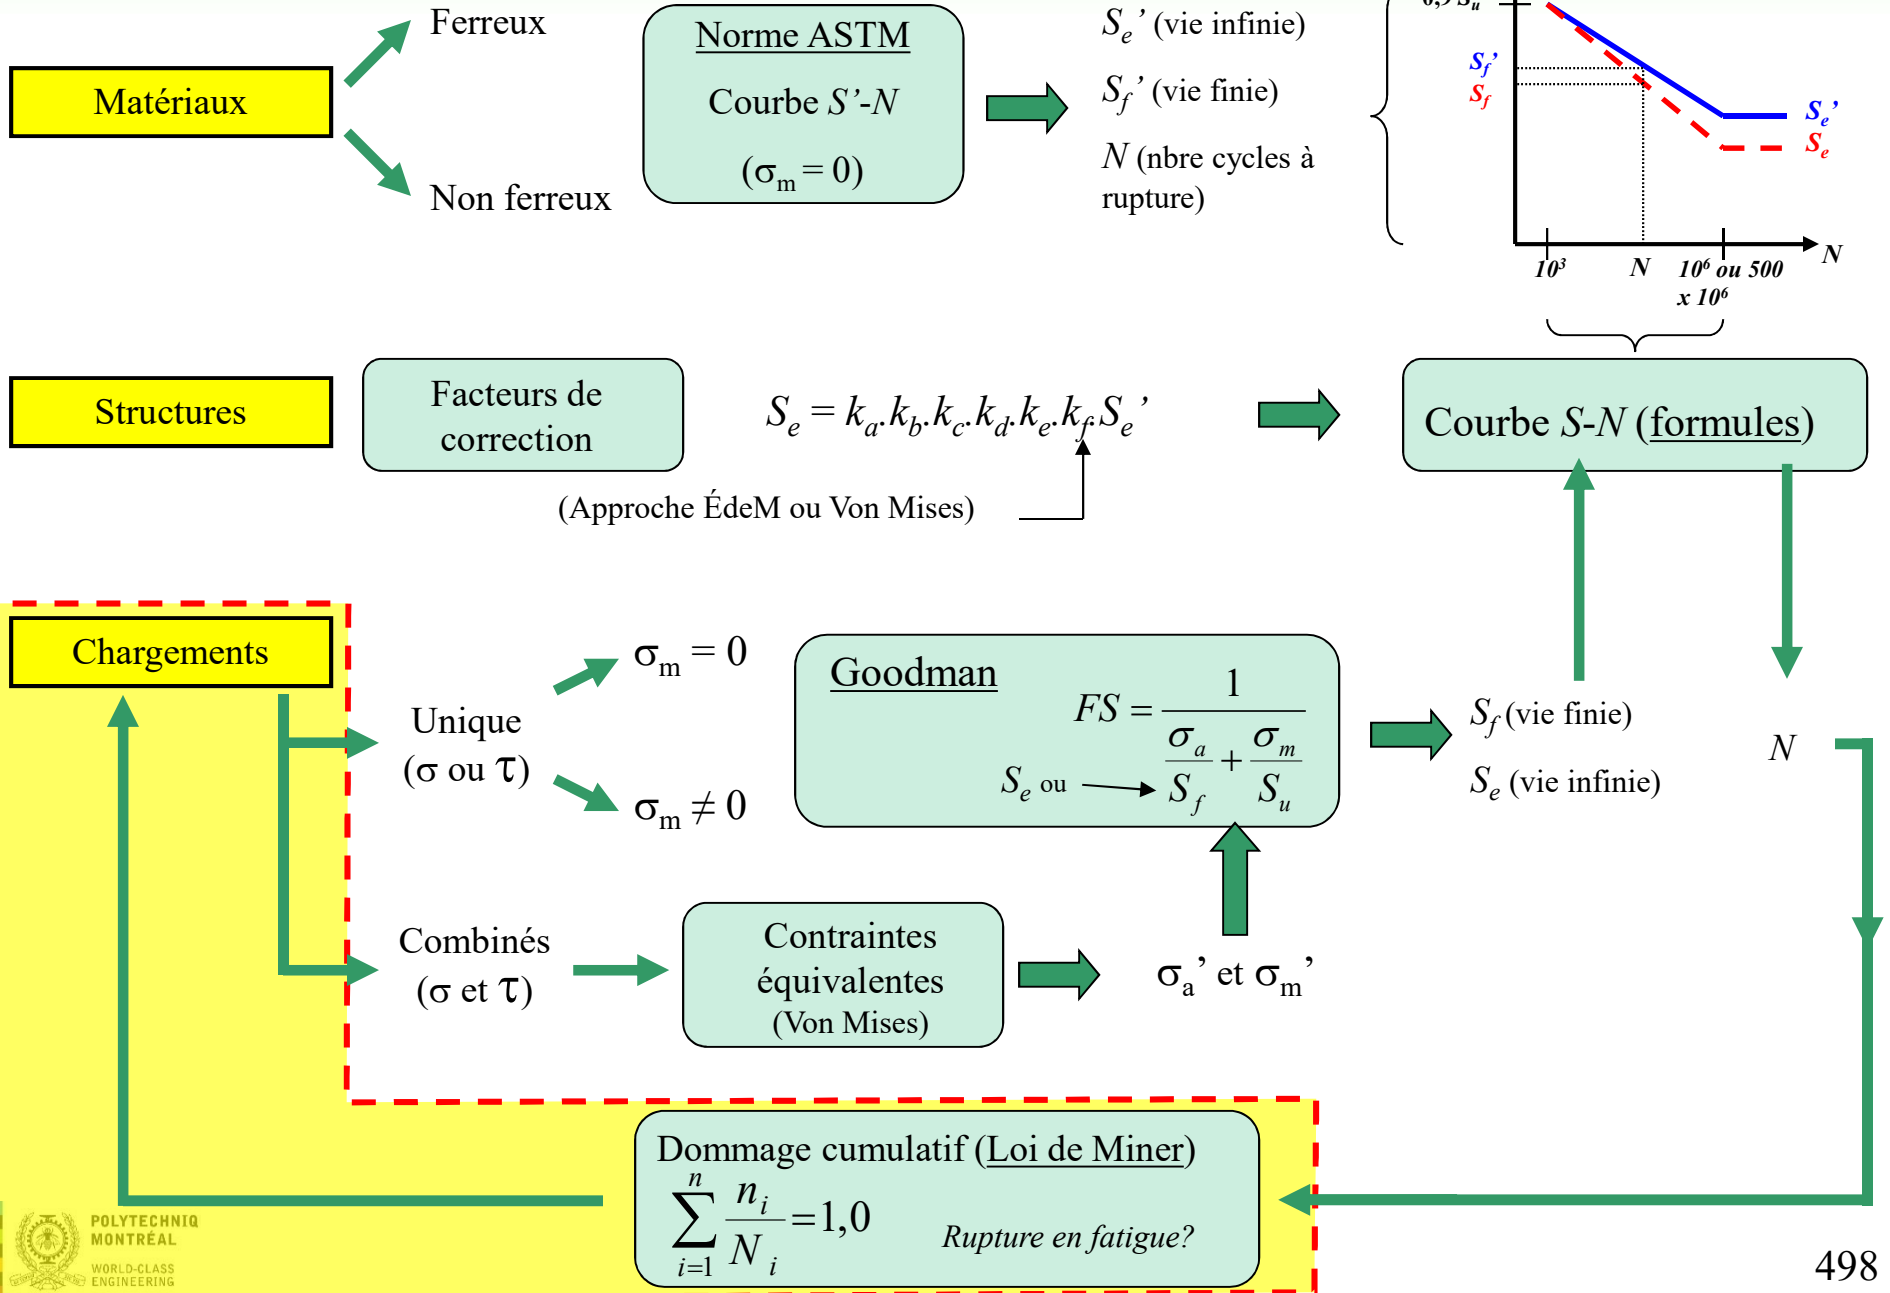 Matériaux
Ferreux
Non ferreux
Norme ASTM
Courbe S’-N
(σm = 0)
Se’ (vie infinie)
Sf’ (vie finie)
N (nbre cycles à
rupture)
Sf’
Sf
Se’
Se
10³
N
10⁶ ou 500
x 10⁶
N
Structures
Facteurs de
correction
Se = ka.kb.kc.kd.ke.kf.Se’
(Approche ÉdeM ou Von Mises)
Courbe S-N (formules)
Chargements
Unique
(σ ou τ)
σm = 0
σm ≠ 0
Goodman
FS = 1 / (σa/Sf + σm/Su)
Se ou
Sf (vie finie)
Se (vie infinie)
N
Combinés
(σ et τ)
Contraintes
équivalentes
(Von Mises)
σa’ et σm’
Dommage cumulatif (Loi de Miner)
∑ i=1 n ni/Ni = 1,0
Rupture en fatigue?
POLYTECHNIQ
MONTRÉAL
WORLD-CLASS
ENGINEERING
498